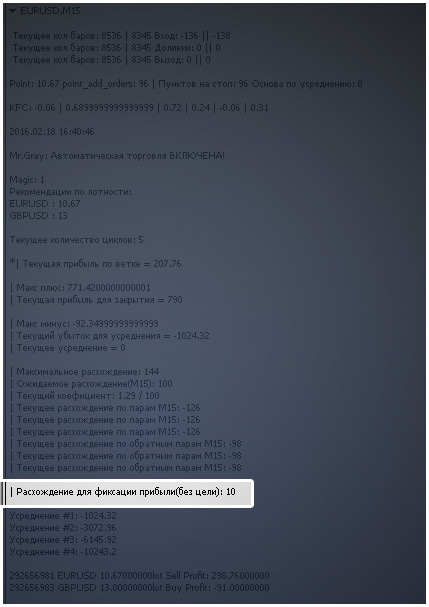 EURUSD,M15
Текущее кол баров: 8536 | 8345 Вход: -136 || -138
Текущее кол баров: 8536 | 8345 Доливки: 0 || 0
Текущее кол баров: 8536 | 8345 Выход: 0 || 0
Point: 10.67 point_add_orders: 96 | Пунктов на стоп: 96 Основа по усреднению: 0
KFC: -0.06 | 0.6899999999999999 | 0.72 | 0.24 | -0.06 | 0.31
2016.02.18 16:40:46
Mr.Gray: Автоматическая торговля ВКЛЮЧЕНА!
Magic: 1
Рекомендации по лотности:
EURUSD : 10.67
GBPUSD : 13
Текущее количество циклов: 5
*| Текущая прибыль по ветке = 207.76
| Макс плюс: 771.4200000000001
| Текущая прибыль для закрытия = 790
| Макс минус: -92.34999999999999
| Текущий убыток для усреднения = -1024.32
| Текущее усреднение = 0
| Максимальное расхождение: 144
| Ожидаемое расхождение(M15): 100
| Текущий коефициент: 1.29 / 100
| Текущее расхождение по парам M15: -126
| Текущее расхождение по парам M15: -126
| Текущее расхождение по парам M15: -126
| Текущее расхождение по обратным парам M15: -98
| Текущее расхождение по обратным парам M15: -98
| Текущее расхождение по обратным парам M15: -98
| Расхождение для фиксации прибыли(без цели): 10
Усреднение #1: -1024.32
Усреднение #2: -3072.96
Усреднение #3: -6145.92
Усреднение #4: -10243.2
292656981 EURUSD 10.67000000lot Sell Profit: 298.76000000
292656983 GBPUSD 13.00000000lot Buy Profit: -91.00000000